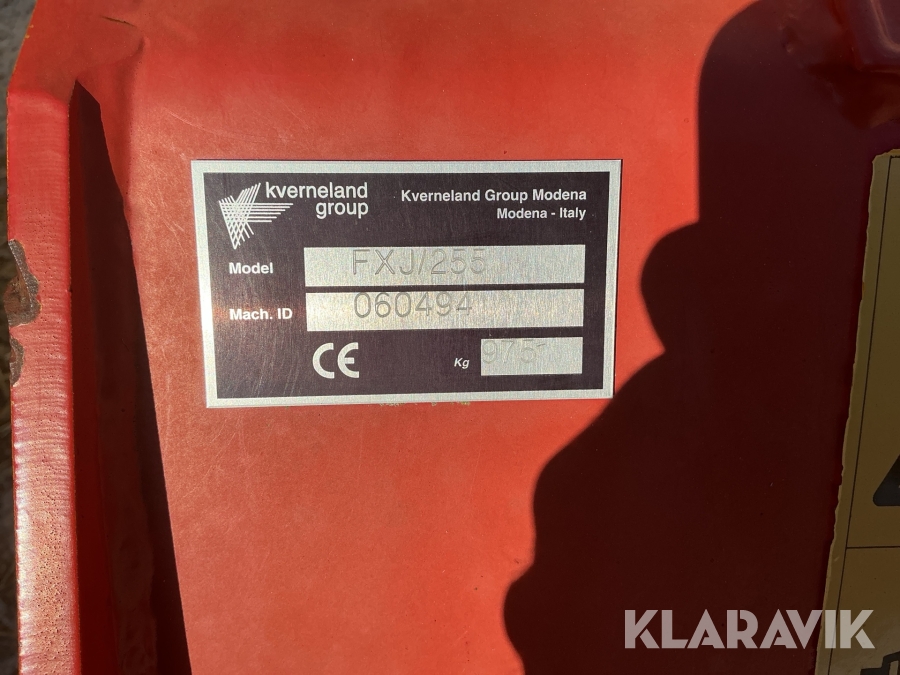 kverneland
group
Kverneland Group Modena
Modena - Italy
Model FXJ/255
Mach. ID 060494
CE
Kg 975
KLARAVIK